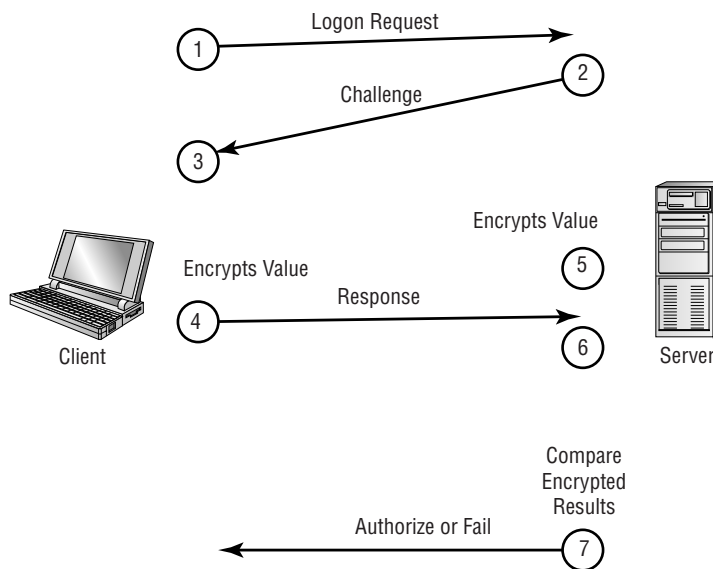 Logon Request
1
2
Challenge
3
Encrypts Value
5
Encrypts Value
Response
4
6
Client
Server
Compare
Encrypted
Results
Authorize or Fail
7